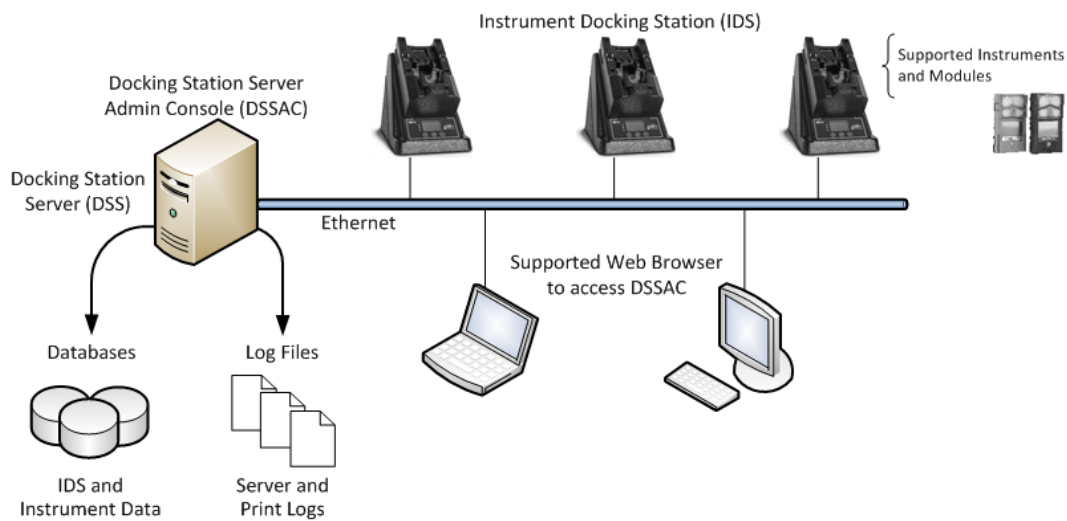 Instrument Docking Station (IDS)
Supported Instruments
and Modules
Docking Station Server
Admin Console (DSSAC)
Docking Station
Server (DSS)
Ethernet
Supported Web Browser
to access DSSAC
Databases
Log Files
IDS and
Instrument Data
Server and
Print Logs